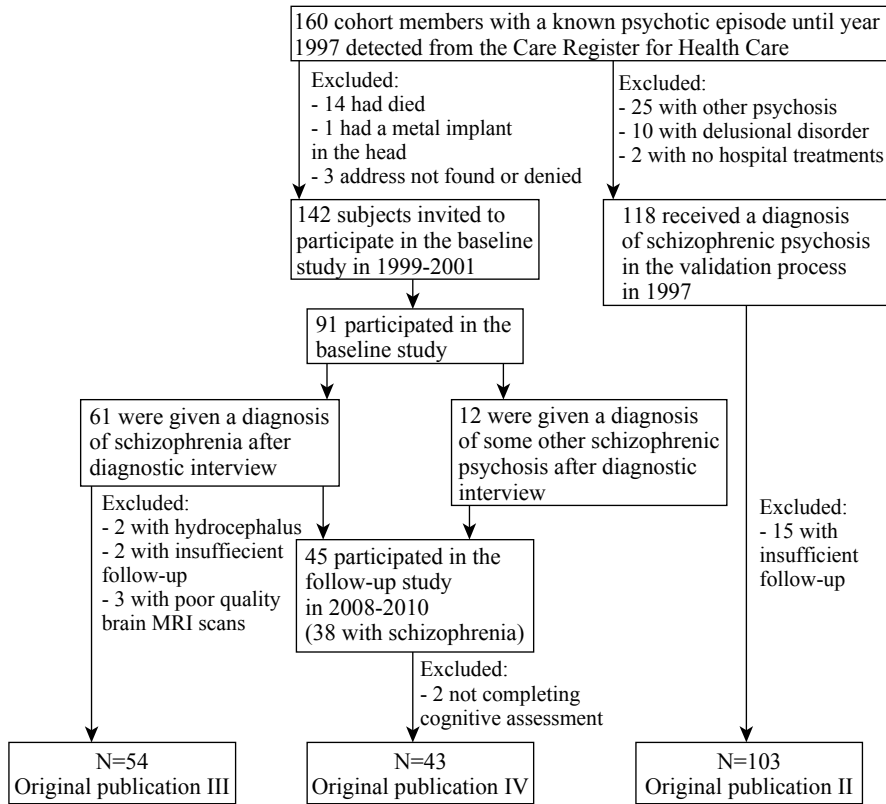 160 cohort members with a known psychotic episode until year
1997 detected from the Care Register for Health Care
Excluded:
- 14 had died
- 1 had a metal implant
in the head
- 3 address not found or denied
Excluded:
- 25 with other psychosis
- 10 with delusional disorder
- 2 with no hospital treatments
142 subjects invited to
participate in the baseline
study in 1999-2001
118 received a diagnosis
of schizophrenic psychosis
in the validation process
in 1997
91 participated in the
baseline study
61 were given a diagnosis
of schizophrenia after
diagnostic interview
12 were given a diagnosis
of some other schizophrenic
psychosis after diagnostic
interview
Excluded:
- 2 with hydrocephalus
- 2 with insuffiecient
follow-up
- 3 with poor quality
brain MRI scans
45 participated in the
follow-up study
in 2008-2010
(38 with schizophrenia)
Excluded:
- 15 with
insufficient
follow-up
Excluded:
- 2 not completing
cognitive assessment
N=54
Original publication III
N=43
Original publication IV
N=103
Original publication II